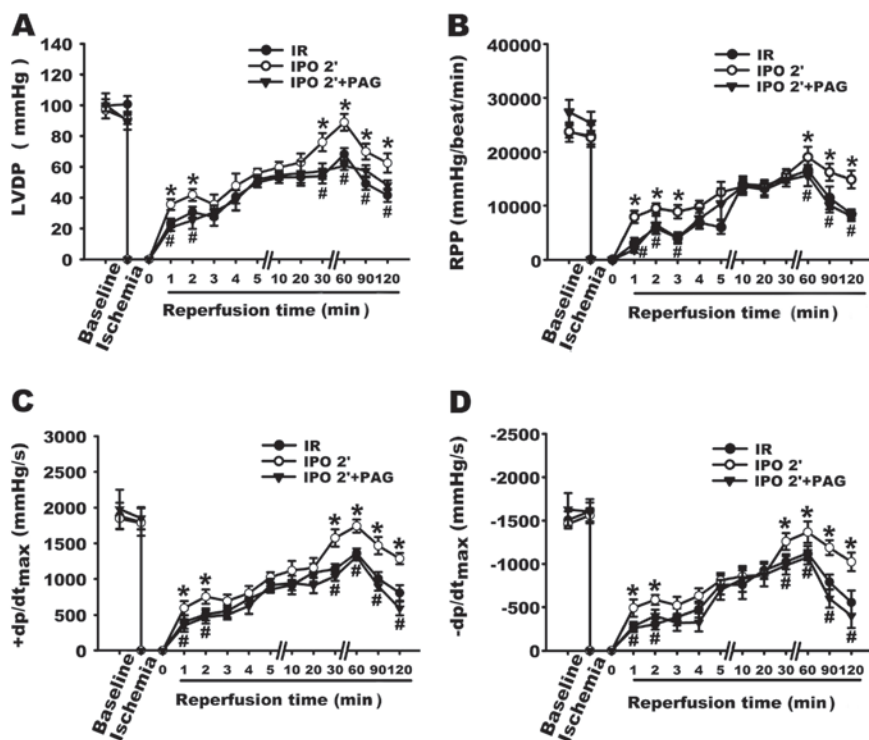 A
LVDP ( mmHg)
140
120
100
80
60
40
20
0
IR
IPO 2'
IPO 2'+PAG
* * * * * *
# # # # # #
Baseline
Ischemia
0 1 2 3 4 5 10 20 30 60 90 120
Reperfusion time (min)
B
RPP (mmHg/beat/min)
40000
30000
20000
10000
0
IR
IPO 2'
IPO 2'+PAG
* * * * * *
# # # # # #
Baseline
Ischemia
0 1 2 3 4 5 10 20 30 60 90 120
Reperfusion time (min)
C
+dp/dtmax (mmHg/s)
3000
2500
2000
1500
1000
500
0
IR
IPO 2'
IPO 2'+PAG
* * * * * *
# # # # # #
Baseline
Ischemia
0 1 2 3 4 5 10 20 30 60 90 120
Reperfusion time (min)
D
-dp/dtmax (mmHg/s)
-2500
-2000
-1500
-1000
-500
0
IR
IPO 2'
IPO 2'+PAG
* * * * * *
# # # # # #
Baseline
Ischemia
0 1 2 3 4 5 10 20 30 60 90 120
Reperfusion time (min)